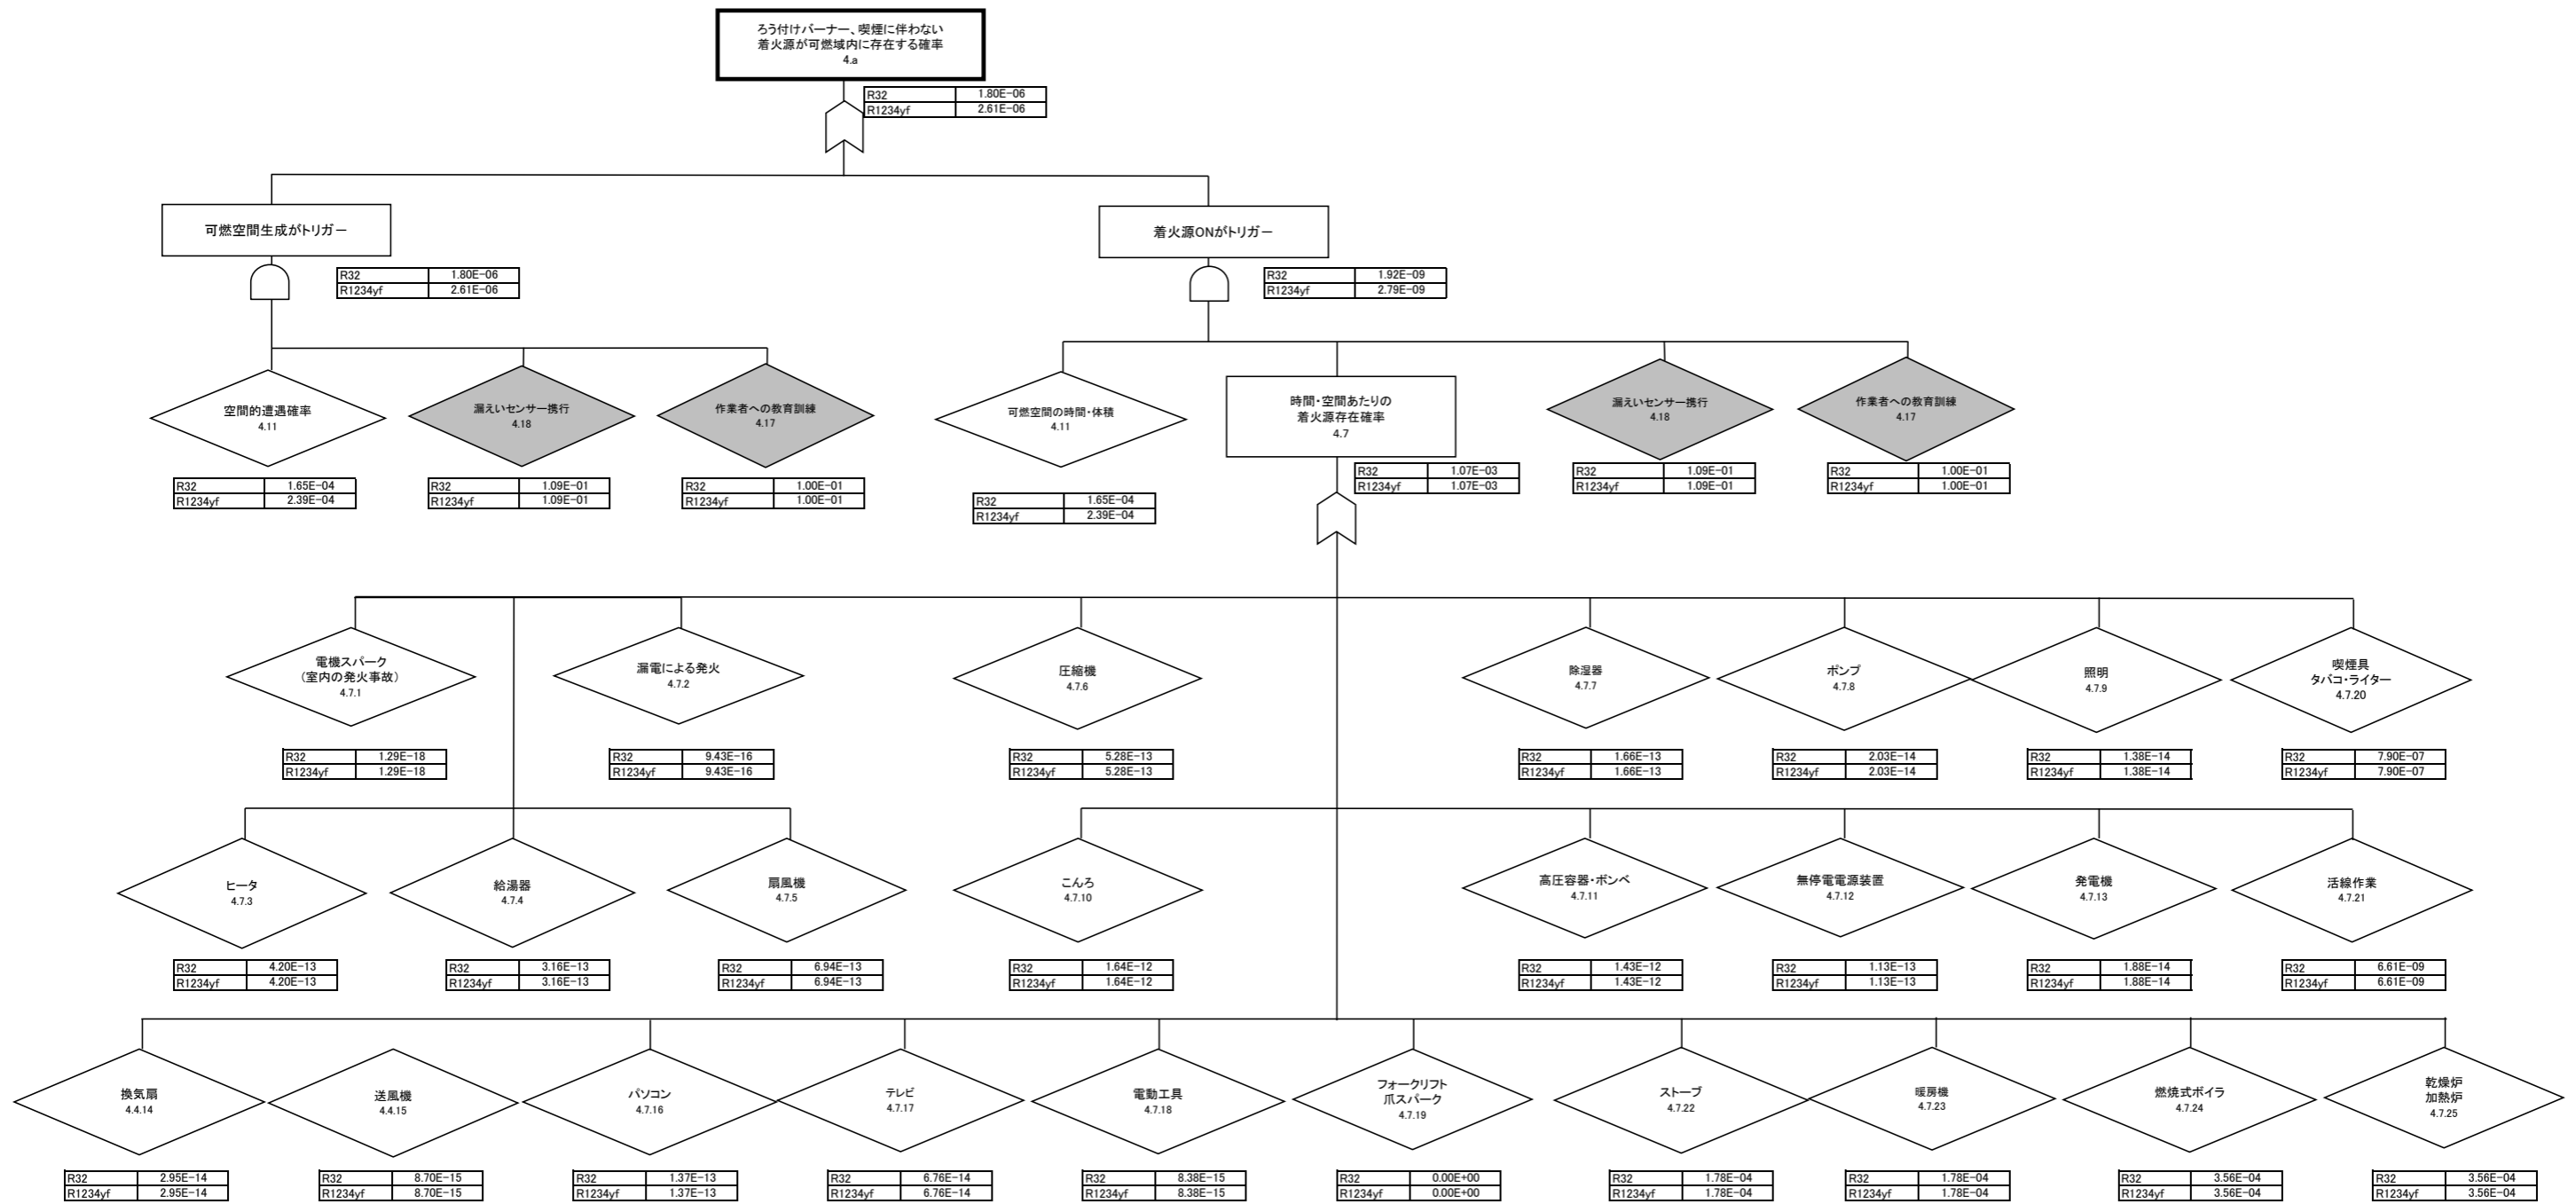 ろう付けバーナー、喫煙に伴わない
着火源が可燃域内に存在する確率
4.a
R32 1.80E-06
R1234yf 2.61E-06
可燃空間生成がトリガー
R32 1.80E-06
R1234yf 2.61E-06
着火源ONがトリガー
R32 1.92E-09
R1234yf 2.79E-09
空間的遭遇確率
4.11
R32 1.65E-04
R1234yf 2.39E-04
漏えいセンサー携行
4.18
R32 1.09E-01
R1234yf 1.09E-01
作業者への教育訓練
4.17
R32 1.00E-01
R1234yf 1.00E-01
可燃空間の時間・体積
4.11
R32 1.65E-04
R1234yf 2.39E-04
時間・空間あたりの
着火源存在確率
4.7
R32 1.07E-03
R1234yf 1.07E-03
漏えいセンサー携行
4.18
R32 1.09E-01
R1234yf 1.09E-01
作業者への教育訓練
4.17
R32 1.00E-01
R1234yf 1.00E-01
電機スパーク
(室内の発火事故)
4.7.1
R32 1.29E-18
R1234yf 1.29E-18
漏電による発火
4.7.2
R32 9.43E-16
R1234yf 9.43E-16
圧縮機
4.7.6
R32 5.28E-13
R1234yf 5.28E-13
除湿器
4.7.7
R32 1.66E-13
R1234yf 1.66E-13
ポンプ
4.7.8
R32 2.03E-14
R1234yf 2.03E-14
照明
4.7.9
R32 1.38E-14
R1234yf 1.38E-14
喫煙具
タバコ・ライター
4.7.20
R32 7.90E-07
R1234yf 7.90E-07
ヒータ
4.7.3
R32 4.20E-13
R1234yf 4.20E-13
給湯器
4.7.4
R32 3.16E-13
R1234yf 3.16E-13
扇風機
4.7.5
R32 6.94E-13
R1234yf 6.94E-13
こんろ
4.7.10
R32 1.64E-12
R1234yf 1.64E-12
高圧容器・ボンベ
4.7.11
R32 1.43E-12
R1234yf 1.43E-12
無停電電源装置
4.7.12
R32 1.13E-13
R1234yf 1.13E-13
発電機
4.7.13
R32 1.88E-14
R1234yf 1.88E-14
活線作業
4.7.21
R32 6.61E-09
R1234yf 6.61E-09
換気扇
4.4.14
R32 2.95E-14
R1234yf 2.95E-14
送風機
4.4.15
R32 8.70E-15
R1234yf 8.70E-15
パソコン
4.7.16
R32 1.37E-13
R1234yf 1.37E-13
テレビ
4.7.17
R32 6.76E-14
R1234yf 6.76E-14
電動工具
4.7.18
R32 8.38E-15
R1234yf 8.38E-15
フォークリフト
爪スパーク
4.7.19
R32 0.00E+00
R1234yf 0.00E+00
ストーブ
4.7.22
R32 1.78E-04
R1234yf 1.78E-04
暖房機
4.7.23
R32 1.78E-04
R1234yf 1.78E-04
燃焼式ボイラ
4.7.24
R32 3.56E-04
R1234yf 3.56E-04
乾燥炉
加熱炉
4.7.25
R32 3.56E-04
R1234yf 3.56E-04